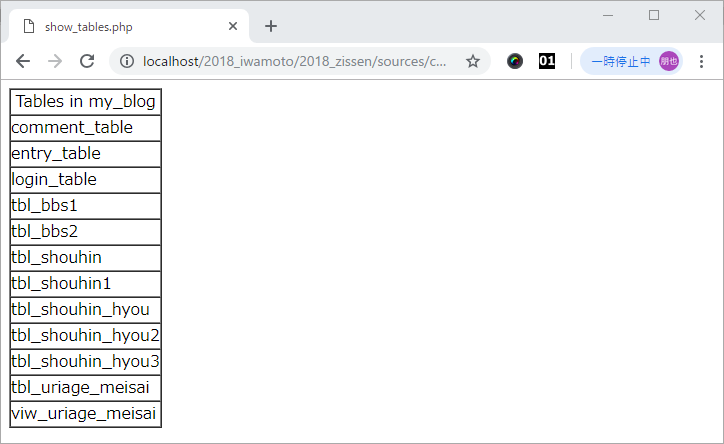 show_tables.php
localhost/2018_iwamoto/2018_zissen/sources/c...
01
一時停止中
朋也
Tables in my_blog
comment_table
entry_table
login_table
tbl_bbs1
tbl_bbs2
tbl_shouhin
tbl_shouhin1
tbl_shouhin_hyou
tbl_shouhin_hyou2
tbl_shouhin_hyou3
tbl_uriage_meisai
viw_uriage_meisai